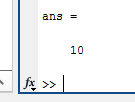 ans =
10
fx >>